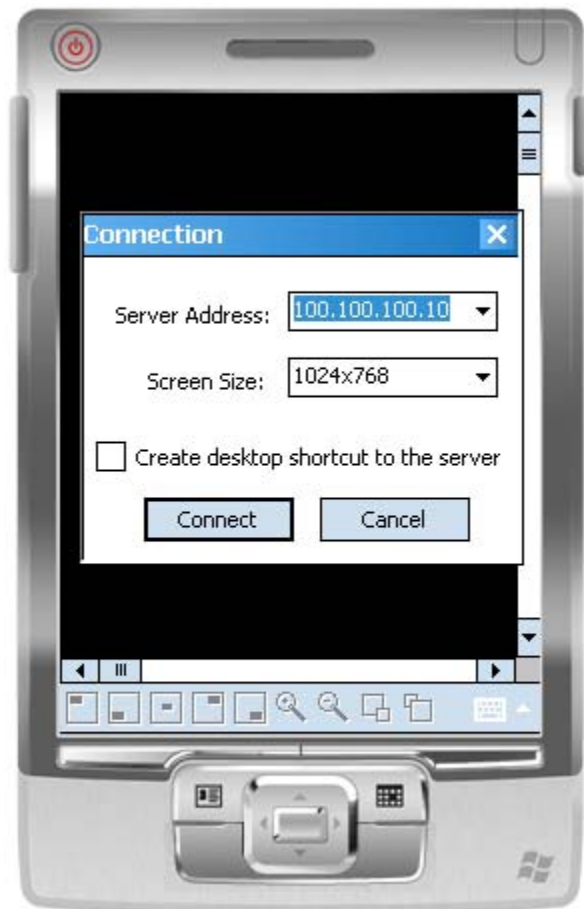 Connection
Server Address: 100.100.100.10
Screen Size: 1024x768
Create desktop shortcut to the server
Connect Cancel